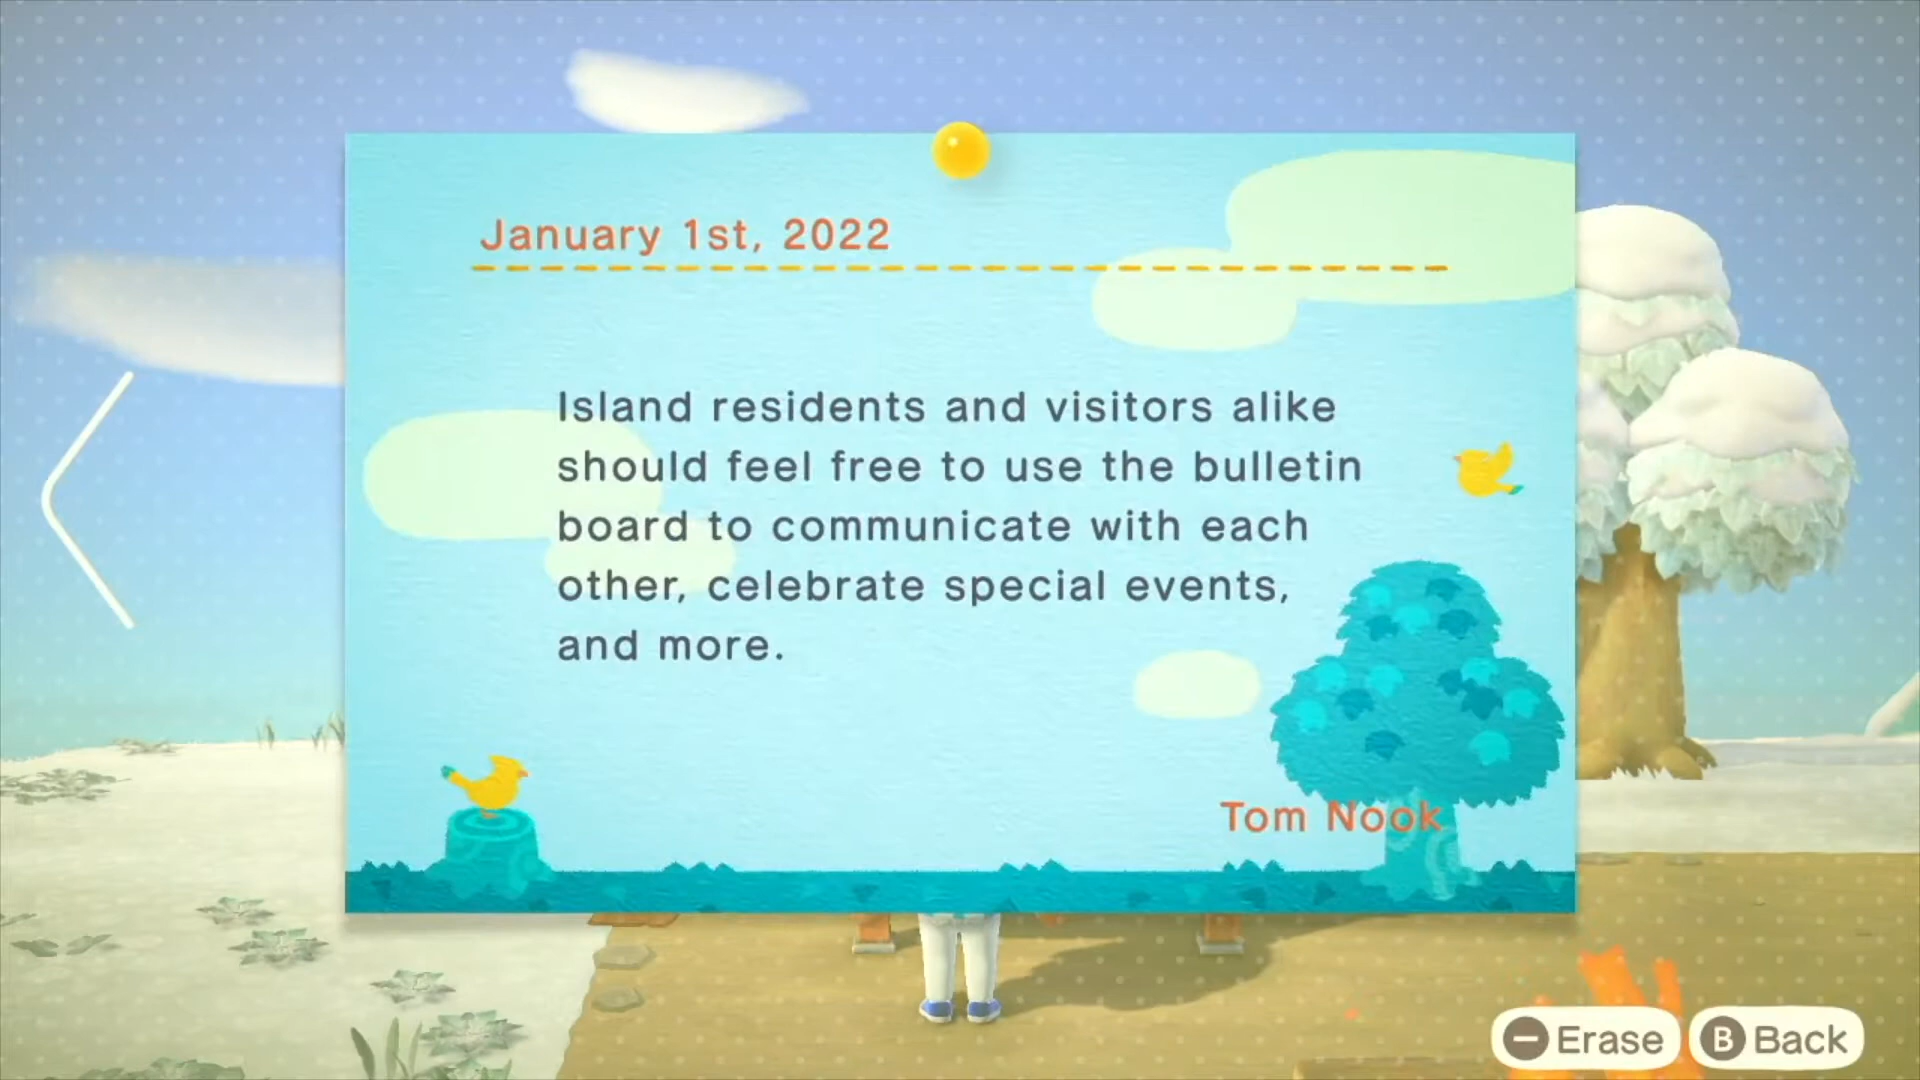 January 1st, 2022
Island residents and visitors alike
should feel free to use the bulletin
board to communicate with each
other, celebrate special events,
and more.
Tom Nook
Erase
B Back